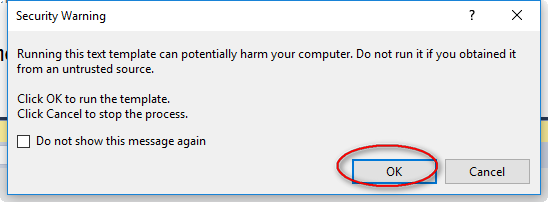 Security Warning
Running this text template can potentially harm your computer. Do not run it if you obtained it
from an untrusted source.
Click OK to run the template.
Click Cancel to stop the process.
Do not show this message again
OK
Cancel